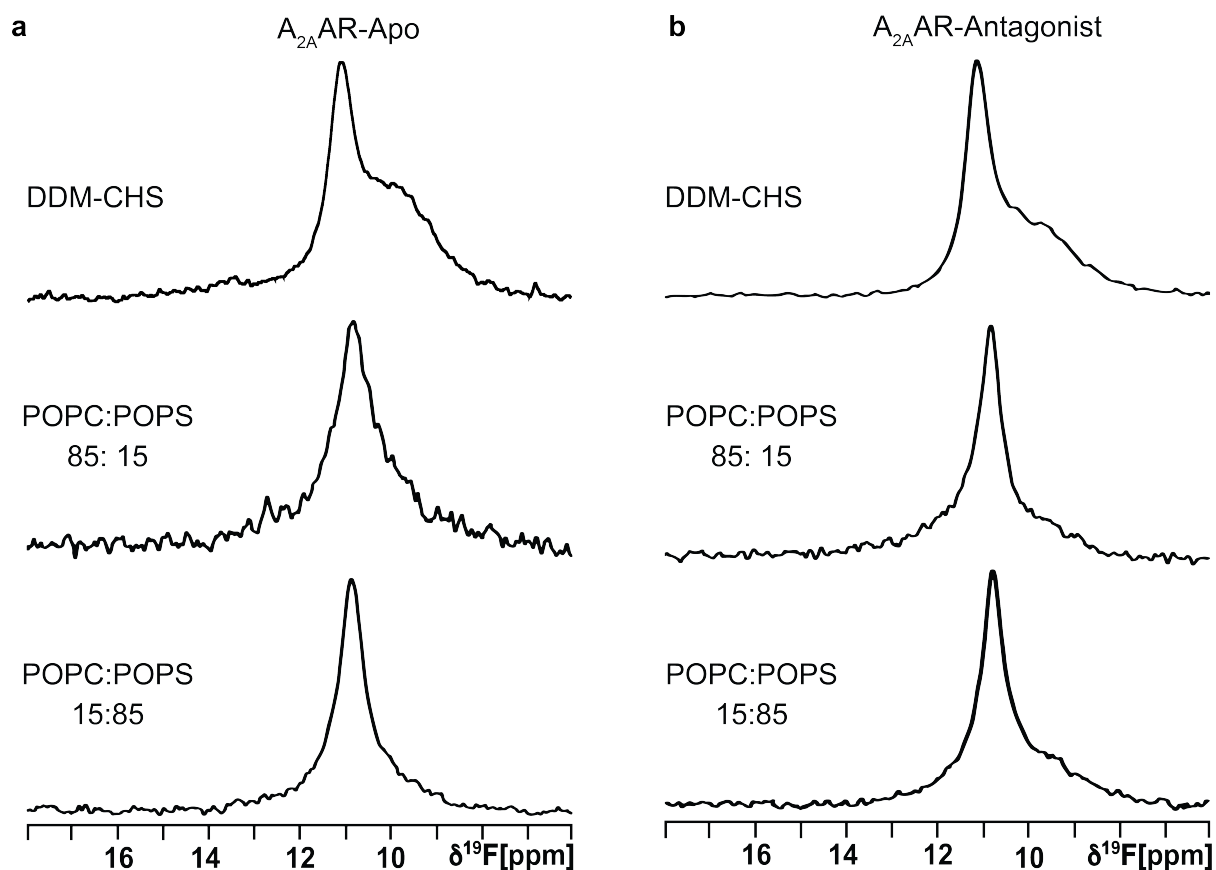 a
A2AAR-Apo
DDM-CHS
POPC:POPS
85: 15
POPC:POPS
15:85
16 14 12 10 δ¹⁹F[ppm]
b
A2AAR-Antagonist
DDM-CHS
POPC:POPS
85: 15
POPC:POPS
15:85
16 14 12 10 δ¹⁹F[ppm]